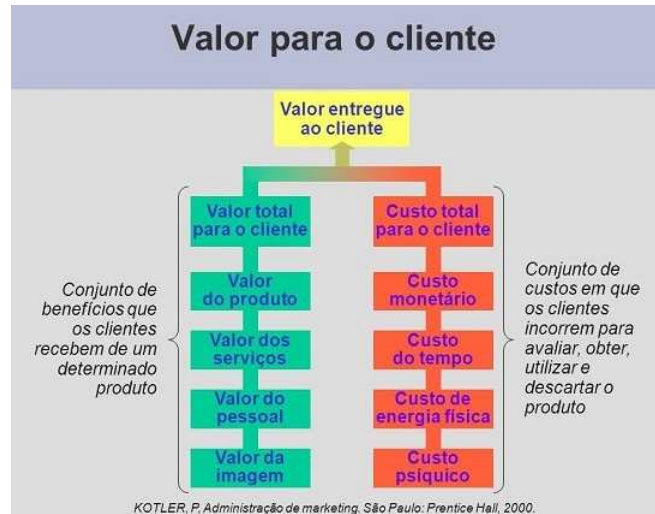 Valor para o cliente
Valor entregue
ao cliente
Valor total
para o cliente
Valor
do produto
Valor dos
serviços
Valor do
pessoal
Valor da
imagem
Custo total
para o cliente
Custo
monetário
Custo
do tempo
Custo de
energia física
Custo
psíquico
Conjunto de
benefícios que
os clientes
recebem de um
determinado
produto
Conjunto de
custos em que
os clientes
incorrem para
avaliar, obter,
utilizar e
descartar o
produto
KOTLER, P, Administração de marketing. São Paulo: Prentice Hall, 2000.